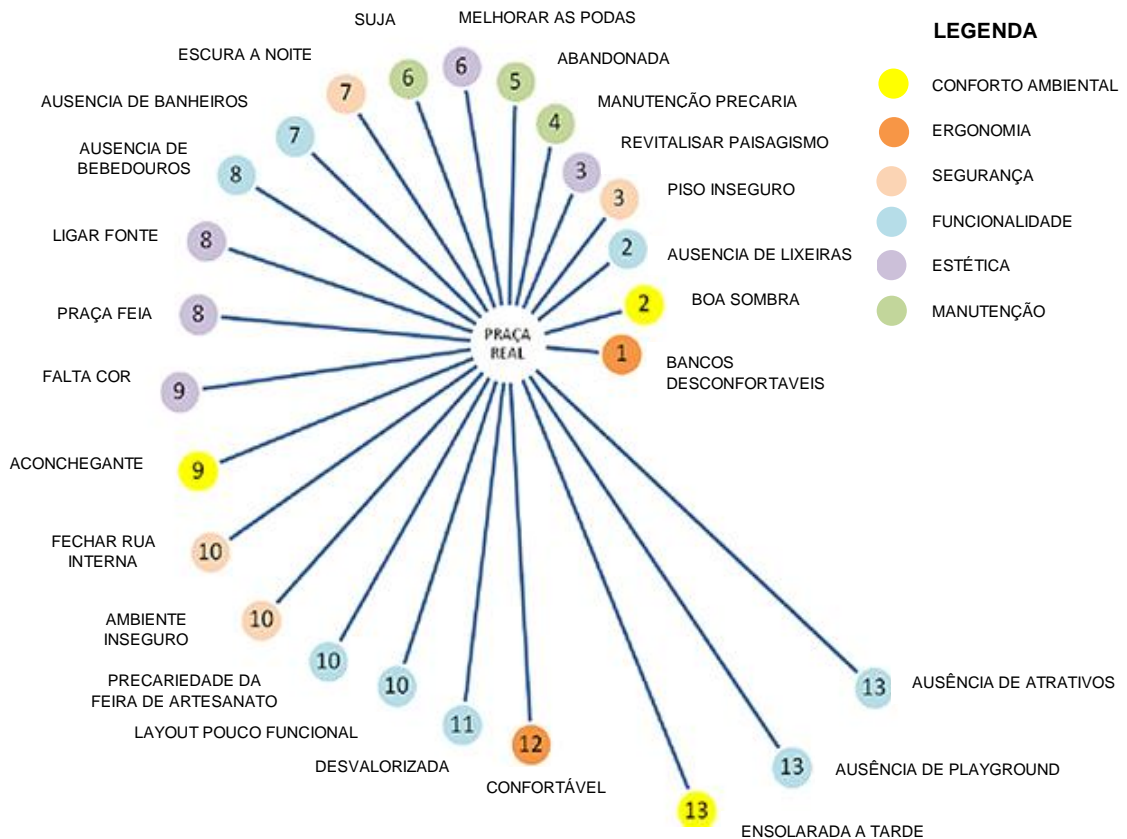 LEGENDA
CONFORTO AMBIENTAL
ERGONOMIA
SEGURANÇA
FUNCIONALIDADE
ESTÉTICA
MANUTENÇÃO
PRAÇA
REAL
SUJA
6
MELHORAR AS PODAS
6
ABANDONADA
5
MANUTENÇÃO PRECARIA
4
REVITALISAR PAISAGISMO
3
PISO INSEGURO
3
AUSENCIA DE LIXEIRAS
2
BOA SOMBRA
2
BANCOS
DESCONFORTAVEIS
1
AUSÊNCIA DE ATRATIVOS
13
AUSÊNCIA DE PLAYGROUND
13
ENSOLARADA A TARDE
13
CONFORTÁVEL
12
DESVALORIZADA
11
LAYOUT POUCO FUNCIONAL
10
PRECARIEDADE DA
FEIRA DE ARTESANATO
10
AMBIENTE
INSEGURO
10
FECHAR RUA
INTERNA
10
ACONCHEGANTE
9
FALTA COR
9
PRAÇA FEIA
8
LIGAR FONTE
8
AUSENCIA DE
BEBEDOUROS
8
AUSENCIA DE BANHEIROS
7
ESCURA A NOITE
7